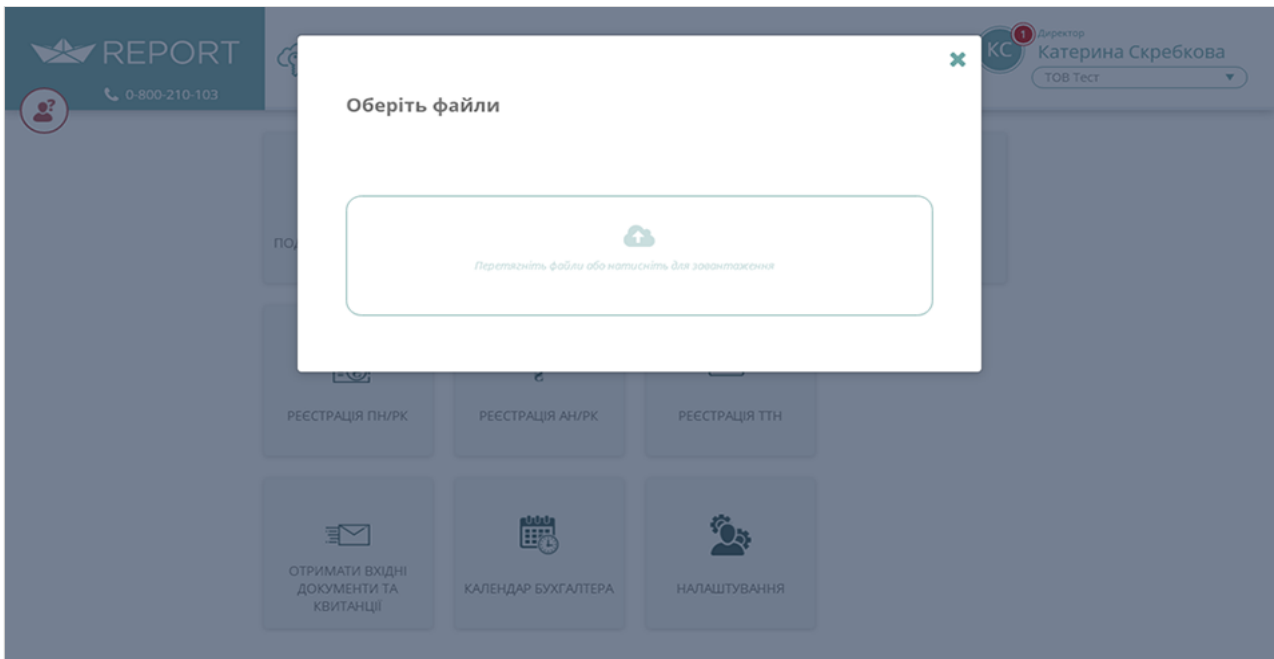 REPORT
0-800-210-103
КС
1
Директор
Катерина Скребкова
ТОВ Тест
Оберіть файли
Перетягніть файли або натисніть для завантаження
РЕЄСТРАЦІЯ ПН/РК
РЕЄСТРАЦІЯ АН/РК
РЕЄСТРАЦІЯ ТТН
ОТРИМАТИ ВХІДНІ
ДОКУМЕНТИ ТА
КВИТАНЦІЇ
КАЛЕНДАР БУХГАЛТЕРА
НАЛАШТУВАННЯ